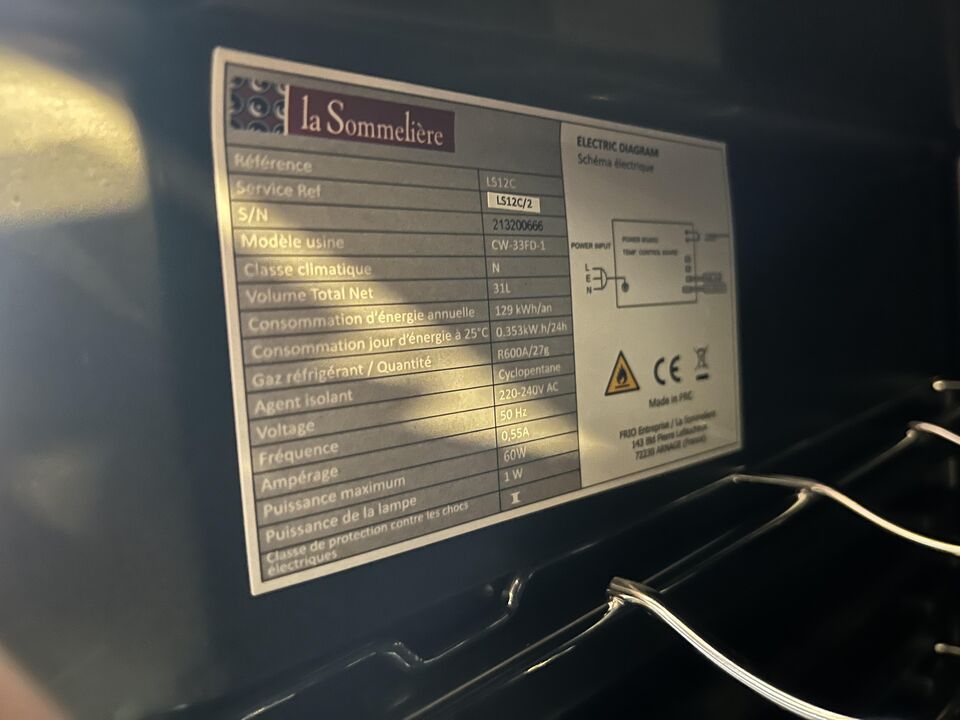 la Sommelière
Référence LS12C
Service Ref LS12C/2
S/N 213200666
Modèle usine CW-33FD-1
Classe climatique N
Volume Total Net 31L
Consommation d'énergie annuelle 129 kWh/an
Consommation jour d'énergie à 25°C 0.353kW.h/24h
Gaz réfrigérant / Quantité R600A/27g
Agent isolant Cyclopentane
Voltage 220-240V AC
Fréquence 50 Hz
Ampérage 0,55A
Puissance maximum 60W
Puissance de la lampe 1 W
Classe de protection contre les chocs
électriques I
ELECTRIC DIAGRAM
Schéma électrique
POWER INPUT
POWER BOARD
TEMP. CONTROL BOARD
L
E
N
CE
Made in PRC
FRIO Entreprise / La Sommelière
143 Bld Pierre Lefaucheux
72230 ARNAGE (France)